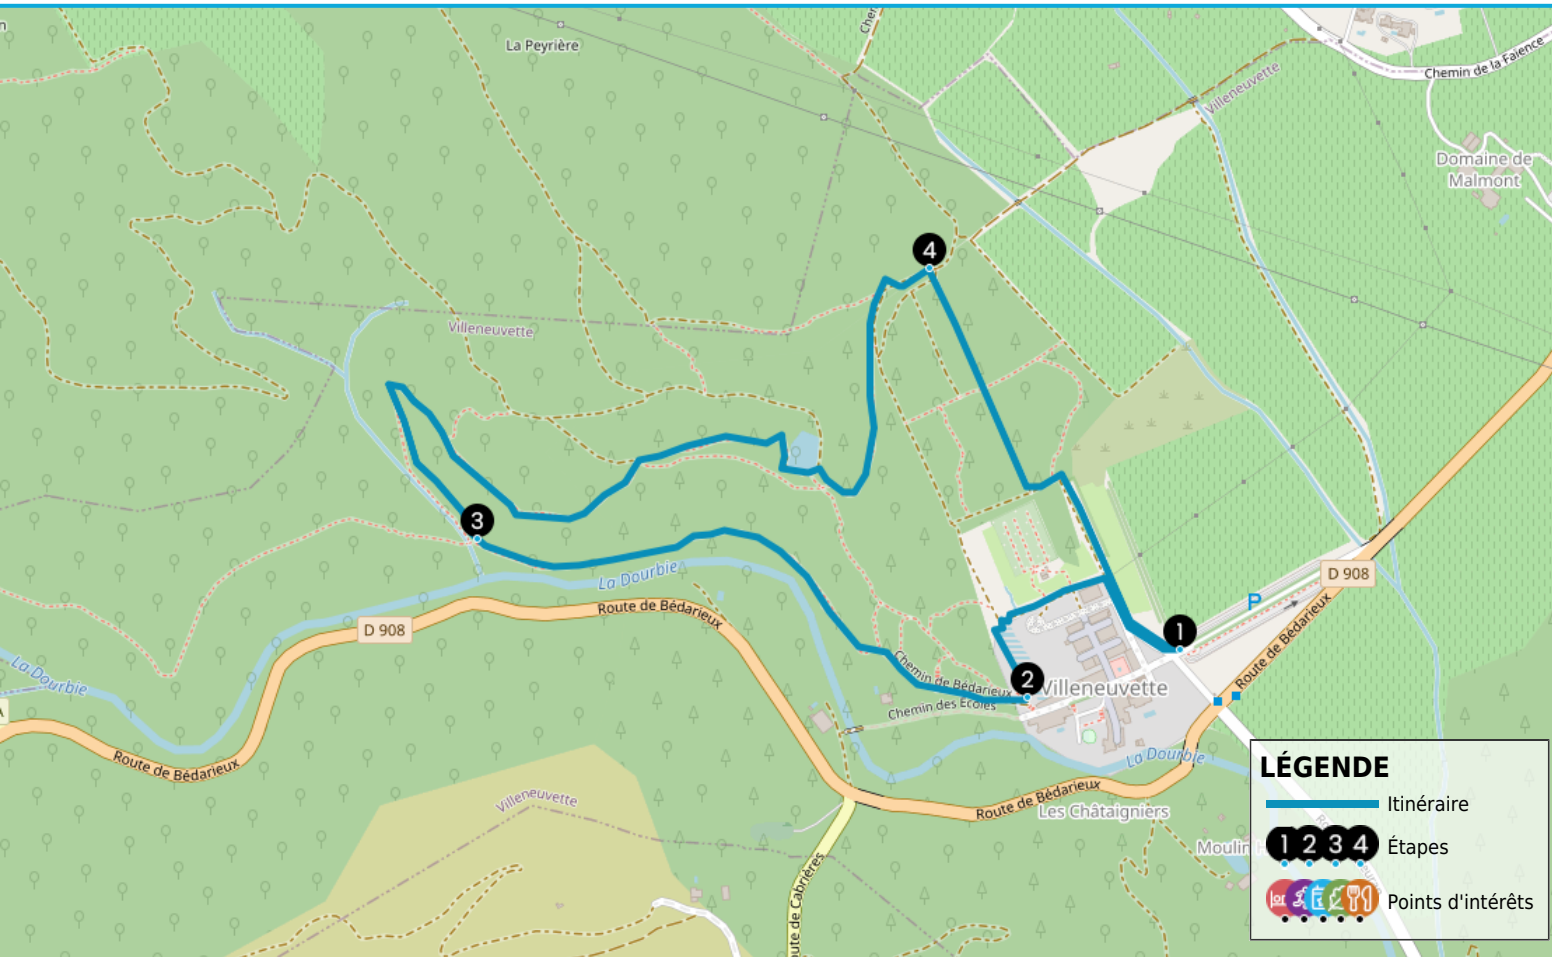 La Peyrière
Chemin de la Faïence
Villeneuvette
Domaine de
Malmont
4
Villeneuvette
3
La Dourbie
Route de Bédarieux
D 908
D 908
P
Route de Bédarieux
1
La Dourbie
Chemin de Bédarieux
2
Villeneuvette
Chemin des Écoles
Route de Bédarieux
La Dourbie
Route de Bédarieux
Les Châtaigniers
Villeneuvette
Moulin
LÉGENDE
Itinéraire
1 2 3 4
Étapes
Points d'intérêts
ute de Cabrières